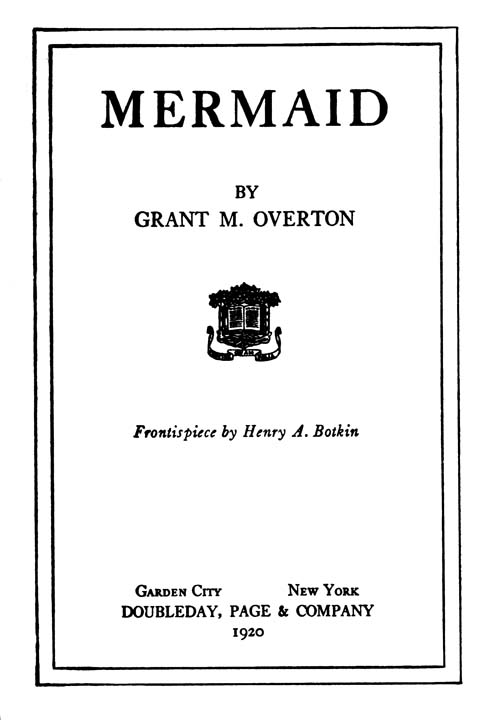 MERMAID
BY
GRANT M. OVERTON
Frontispiece by Henry A. Botkin
GARDEN CITY NEW YORK
DOUBLEDAY, PAGE & COMPANY
1920